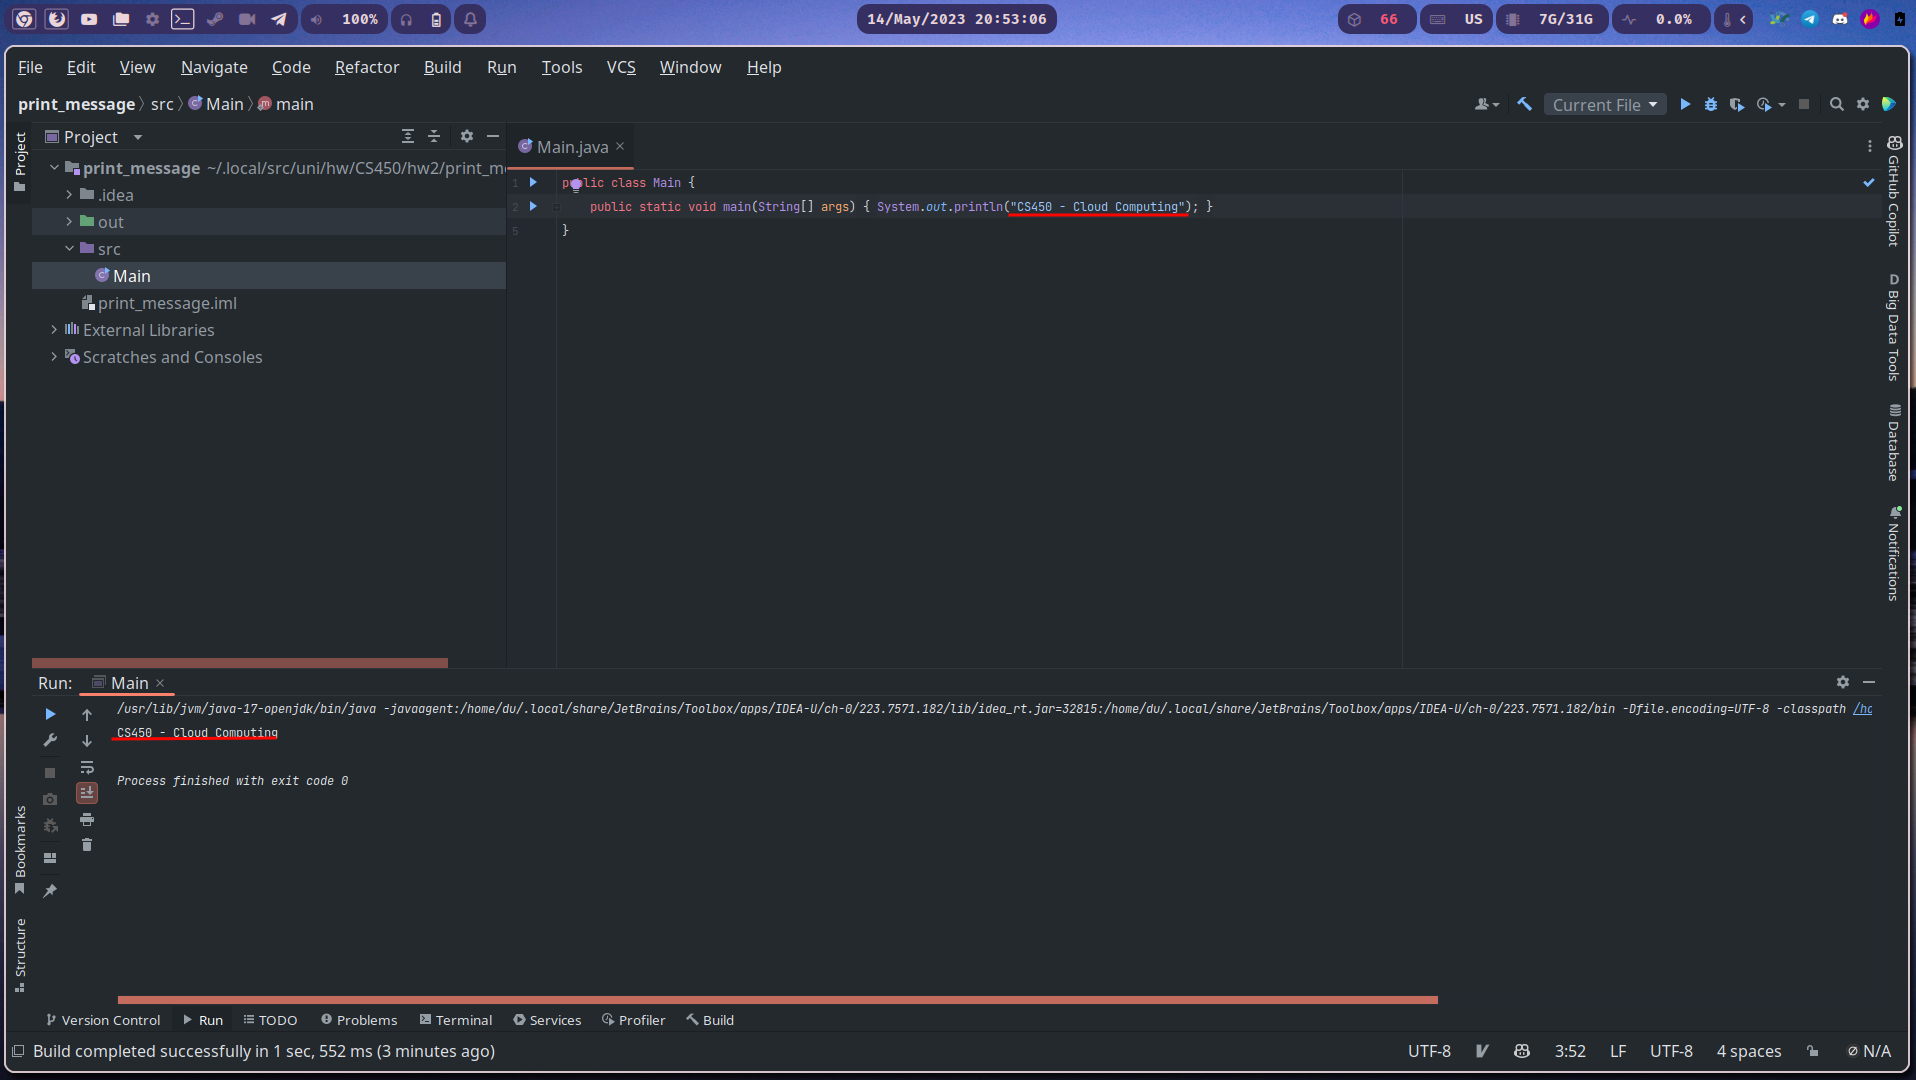 100%
14/May/2023 20:53:06
66
US
7G/31G
0.0%
File Edit View Navigate Code Refactor Build Run Tools VCS Window Help
print_message src Main main
Current File
Project
Project
print_message ~/.local/src/uni/hw/CS450/hw2/print_m
.idea
out
src
Main
print_message.iml
External Libraries
Scratches and Consoles
Main.java
1 public class Main {
2 public static void main(String[] args) { System.out.println("CS450 - Cloud Computing"); }
5 }
GitHub Copilot
D Big Data Tools
Database
Notifications
Run: Main
/usr/lib/jvm/java-17-openjdk/bin/java -javaagent:/home/du/.local/share/JetBrains/Toolbox/apps/IDEA-U/ch-0/223.7571.182/lib/idea_rt.jar=32815:/home/du/.local/share/JetBrains/Toolbox/apps/IDEA-U/ch-0/223.7571.182/bin -Dfile.encoding=UTF-8 -classpath /ho
CS450 - Cloud Computing
Process finished with exit code 0
Bookmarks
Structure
Version Control Run TODO Problems Terminal Services Profiler Build
Build completed successfully in 1 sec, 552 ms (3 minutes ago)
UTF-8 3:52 LF UTF-8 4 spaces N/A